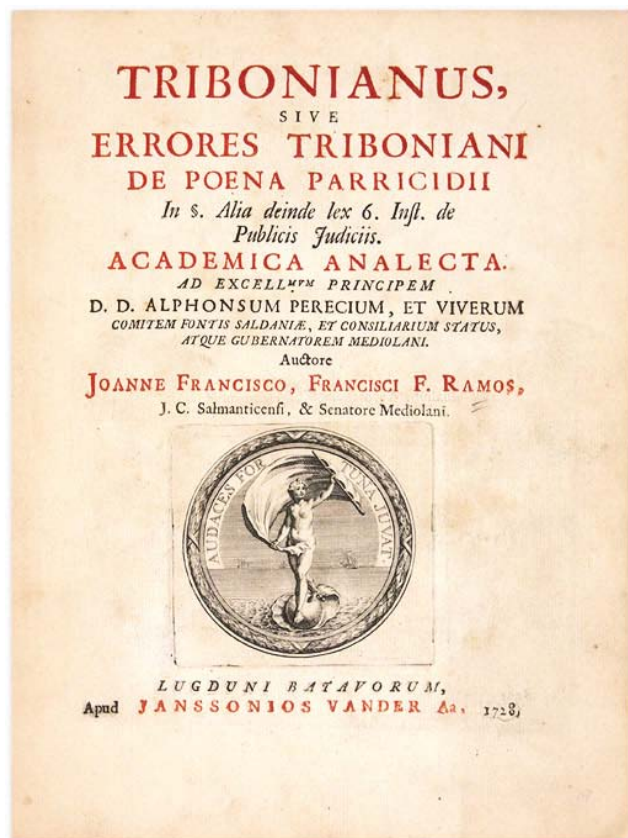 TRIBONIANUS,
SIVE
ERRORES TRIBONIANI
DE POENA PARRICIDII
In §. Alia deinde lex 6. Inst. de
Publicis Judiciis.
ACADEMICA ANALECTA.
AD EXCELLMVM PRINCIPEM
D. D. ALPHONSUM PERECIUM, ET VIVERUM
COMITEM FONTIS SALDANIÆ, ET CONSILIARIUM STATUS,
ATQUE GUBERNATOREM MEDIOLANI.
Auctore
JOANNE FRANCISCO, FRANCISCI F. RAMOS,
J. C. Salmanticensi, & Senatore Mediolani.
AUDACES FORTUNA JUVAT.
LUGDUNI BATAVORUM,
Apud JANSSONIOS VANDER Aa, 1728,